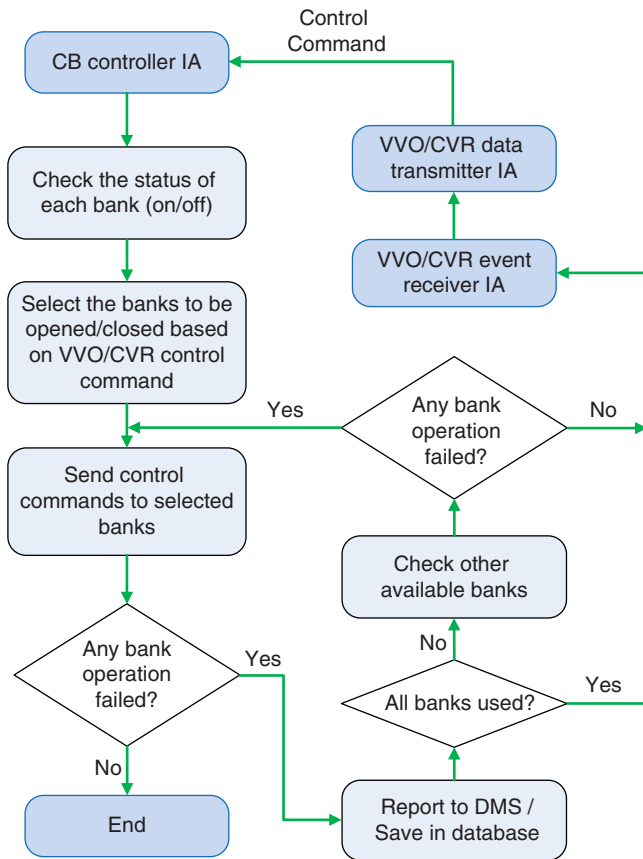 Control
Command
CB controller IA
VVO/CVR data
transmitter IA
Check the status of
each bank (on/off)
VVO/CVR event
receiver IA
Select the banks to be
opened/closed based
on VVO/CVR control
command
Yes
Any bank
operation
failed?
No
Send control
commands to selected
banks
Check other
available banks
Any bank
operation
failed?
Yes
No
All banks used?
Yes
No
End
Report to DMS /
Save in database